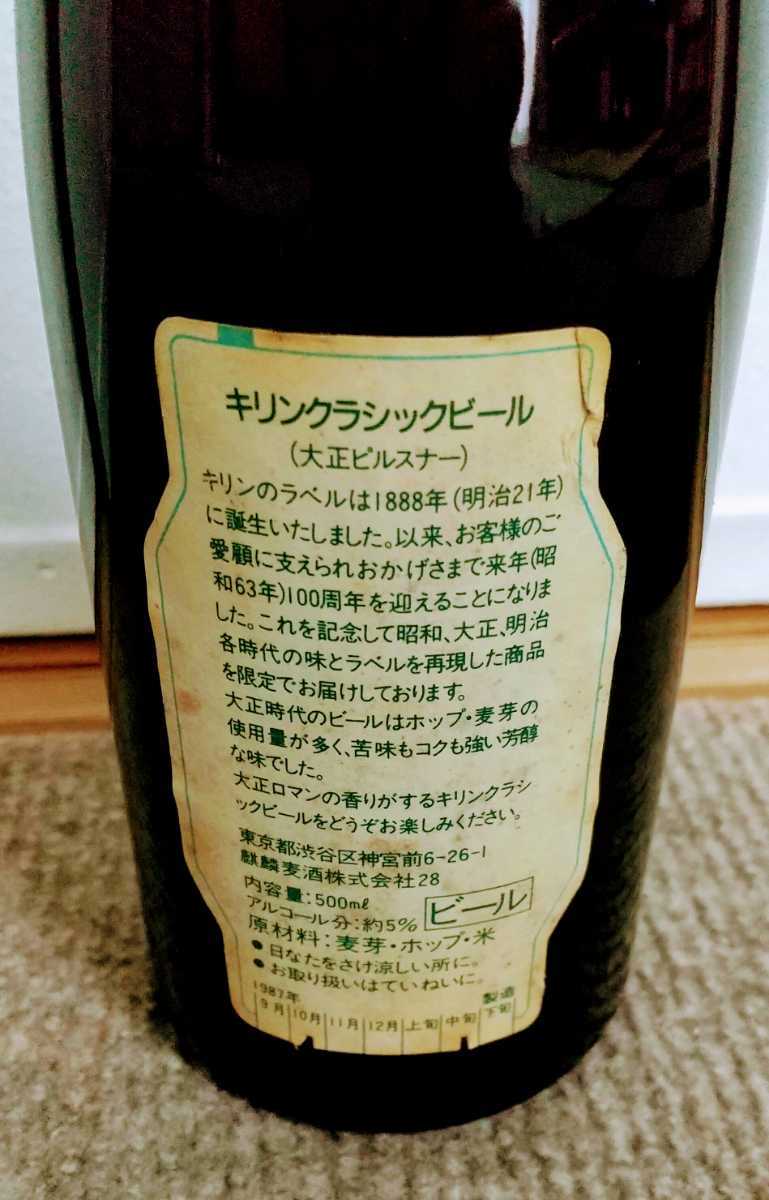 キリンクラシックビール
(大正ピルスナー)
キリンのラベルは1888年(明治21年)
に誕生いたしました。以来、お客様のご
愛顧に支えられおかげさまで来年(昭
和63年)100周年を迎えることになりま
した。これを記念して昭和、大正、明治
各時代の味とラベルを再現した商品
を限定でお届けしております。
大正時代のビールはホップ・麦芽の
使用量が多く、苦味もコクも強い芳醇
な味でした。
大正ロマンの香りがするキリンクラシ
ックビールをどうぞお楽しみください。
東京都渋谷区神宮前6-26-1
麒麟麦酒株式会社28
内容量:500mℓ
アルコール分:約5% ビール
原材料:麦芽・ホップ・米
●日なたをさけ涼しい所に。
●お取り扱いはていねいに。
1987年 製造
9月 10月 11月 12月 上旬 中旬 下旬